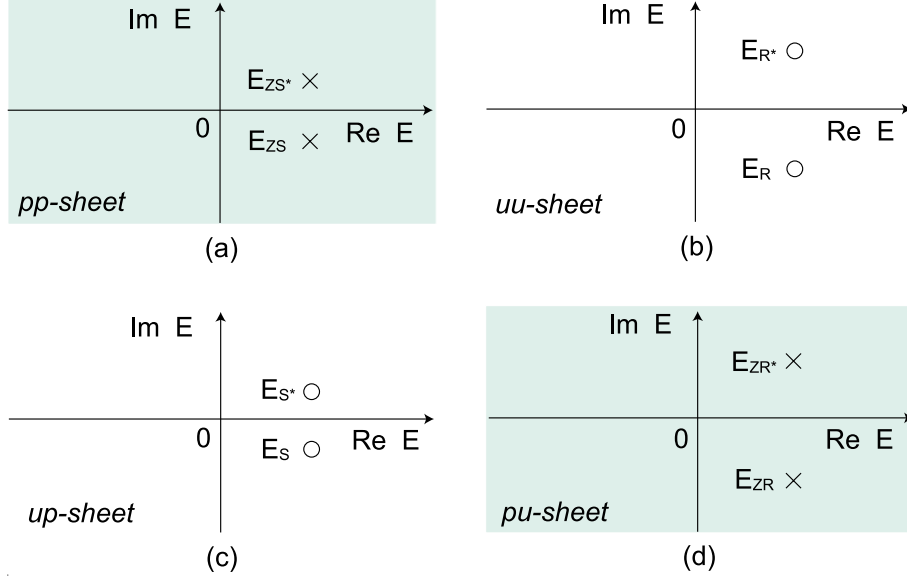 Im E
E_ZS*
0
Re E
E_ZS
pp-sheet
(a)
Im E
E_R*
0
Re E
E_R
uu-sheet
(b)
Im E
E_S*
0
Re E
E_S
up-sheet
(c)
Im E
E_ZR*
0
Re E
E_ZR
pu-sheet
(d)